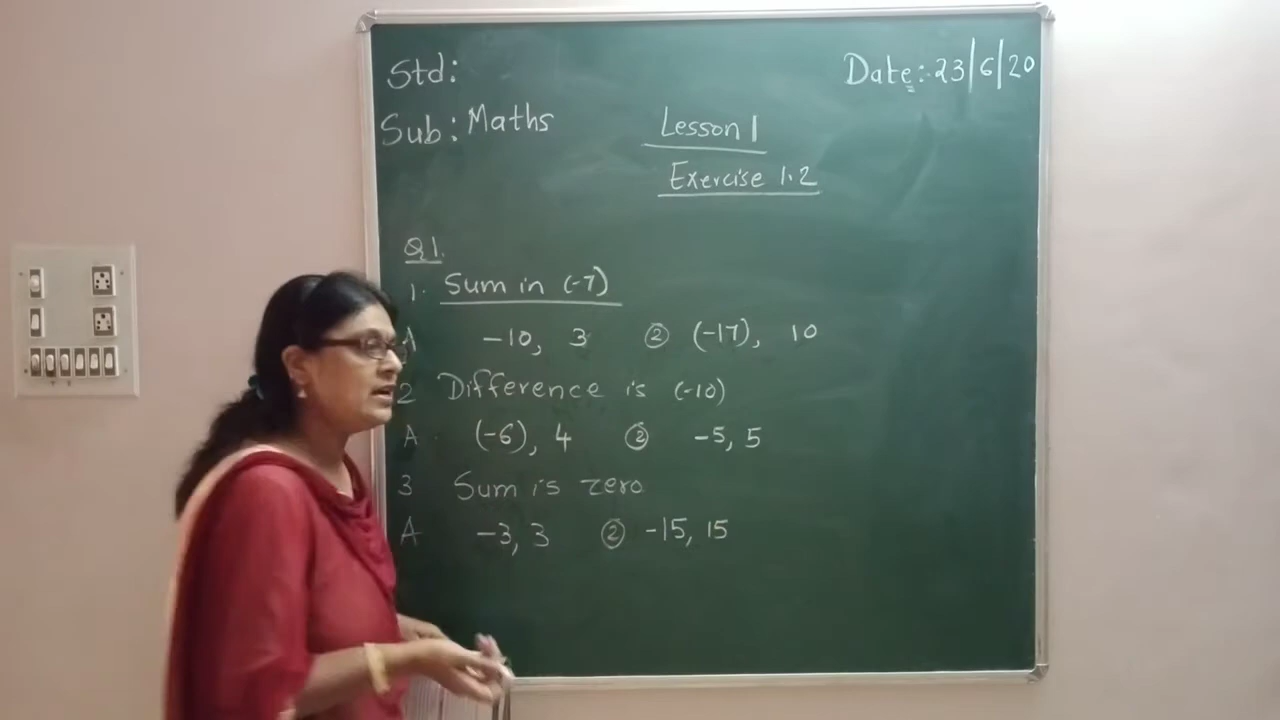 Std:
Date:- 23/6/20
Sub: Maths
Lesson 1
Exercise 1.2
Q1.
1. Sum in (-7)
A -10, 3 ② (-17), 10
2 Difference is (-10)
A (-6), 4 ② -5, 5
3 Sum is zero
A -3, 3 ② -15, 15